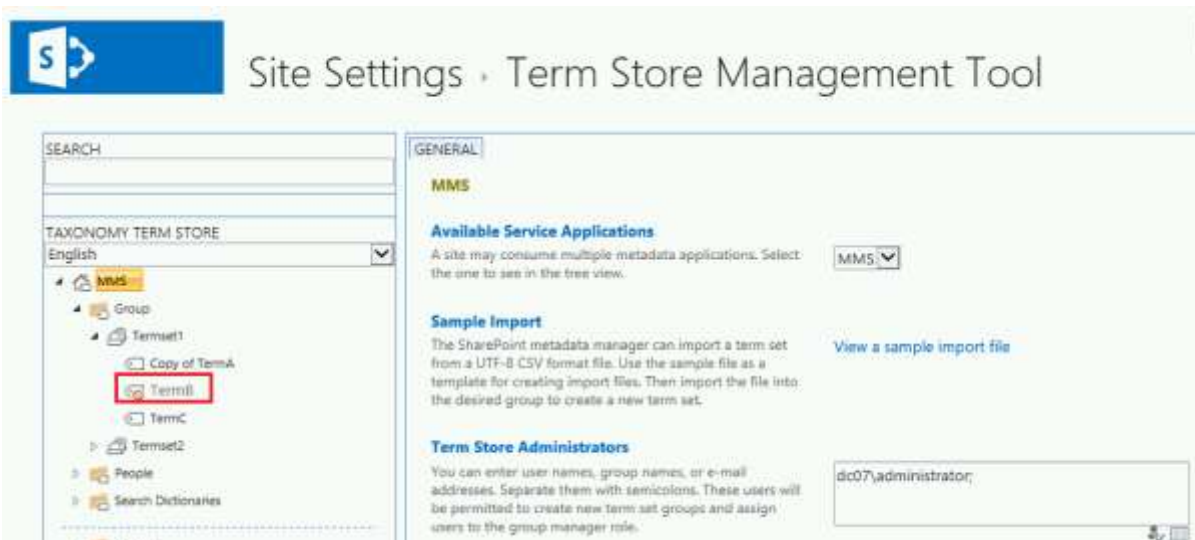 S
Site Settings › Term Store Management Tool
SEARCH
TAXONOMY TERM STORE
English
MMS
Group
Termset1
Copy of TermA
TermB
TermC
Termset2
People
Search Dictionaries
GENERAL
MMS
Available Service Applications
A site may consume multiple metadata applications. Select
the one to see in the tree view.
MMS
Sample Import
The SharePoint metadata manager can import a term set
from a UTF-8 CSV format file. Use the sample file as a
template for creating import files. Then import the file into
the desired group to create a new term set.
View a sample import file
Term Store Administrators
You can enter user names, group names, or e-mail
addresses. Separate them with semicolons. These users will
be permitted to create new term set groups and assign
users to the group manager role.
dc07\administrator;